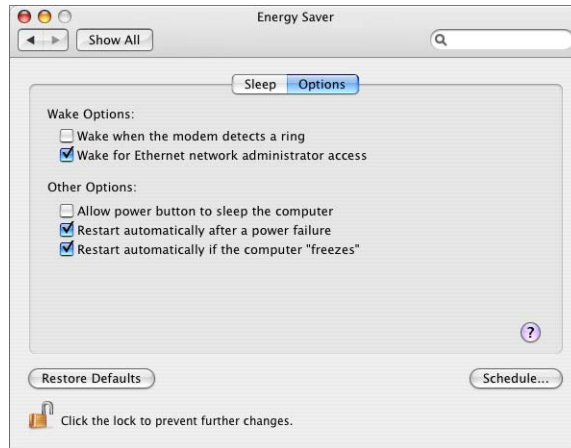 Energy Saver
Show All
Sleep Options
Wake Options:
Wake when the modem detects a ring
Wake for Ethernet network administrator access
Other Options:
Allow power button to sleep the computer
Restart automatically after a power failure
Restart automatically if the computer "freezes"
?
Restore Defaults Schedule...
Click the lock to prevent further changes.